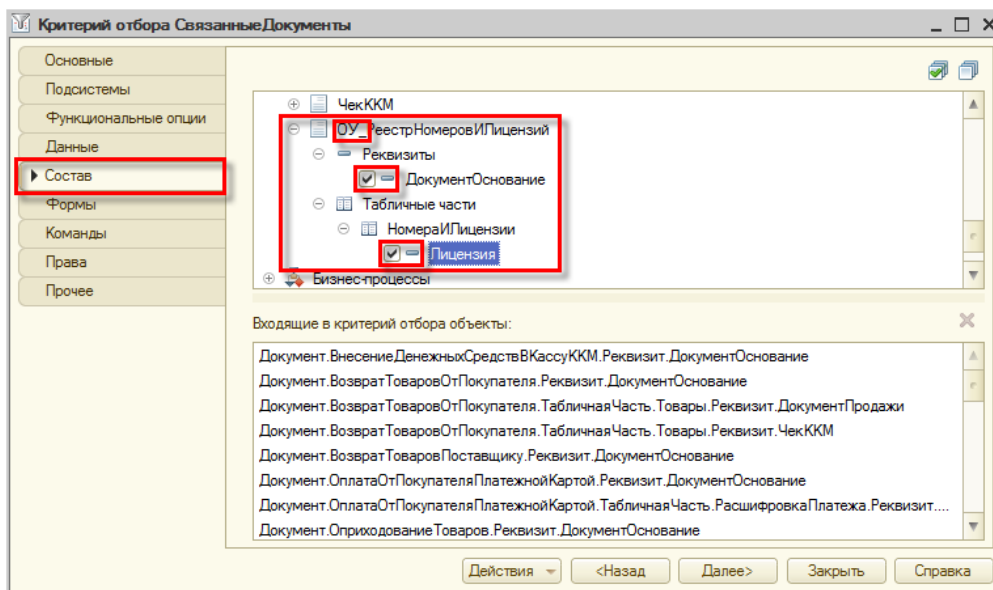 Критерий отбора СвязанныеДокументы
Основные
Подсистемы
Функциональные опции
Данные
Состав
Формы
Команды
Права
Прочее
ЧекККМ
ОУ_РеестрНомеровИЛицензий
Реквизиты
ДокументОснование
Табличные части
НомераИЛицензии
Лицензия
Бизнес-процессы
Входящие в критерий отбора объекты:
Документ.ВнесениеДенежныхСредствВКассуККМ.Реквизит.ДокументОснование
Документ.ВозвратТоваровОтПокупателя.Реквизит.ДокументОснование
Документ.ВозвратТоваровОтПокупателя.ТабличнаяЧасть.Товары.Реквизит.ДокументПродажи
Документ.ВозвратТоваровОтПокупателя.ТабличнаяЧасть.Товары.Реквизит.ЧекККМ
Документ.ВозвратТоваровПоставщику.Реквизит.ДокументОснование
Документ.ОплатаОтПокупателяПлатежнойКартой.Реквизит.ДокументОснование
Документ.ОплатаОтПокупателяПлатежнойКартой.ТабличнаяЧасть.РасшифровкаПлатежа.Реквизит....
Документ.ОприходованиеТоваров.Реквизит.ДокументОснование
Действия <Назад Далее> Закрыть Справка